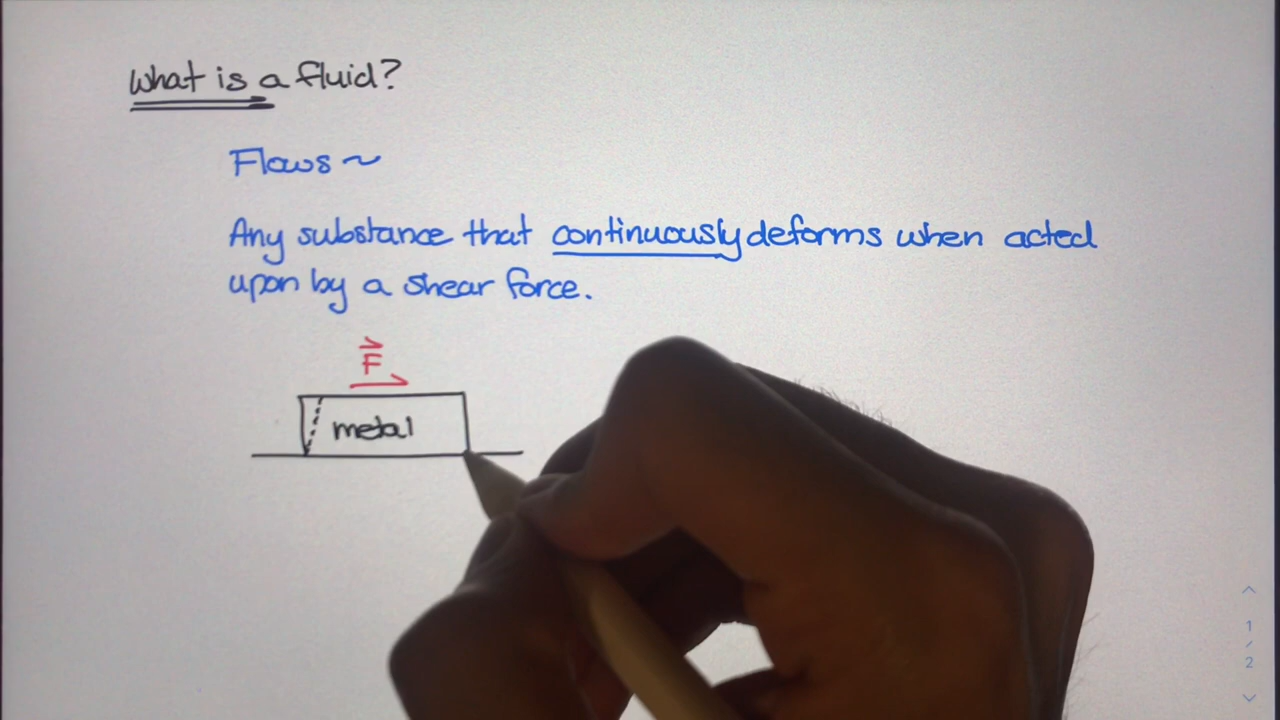 What is a fluid?
Flows ~
Any substance that continuously deforms when acted
upon by a shear force.
F
metal
1
/
2